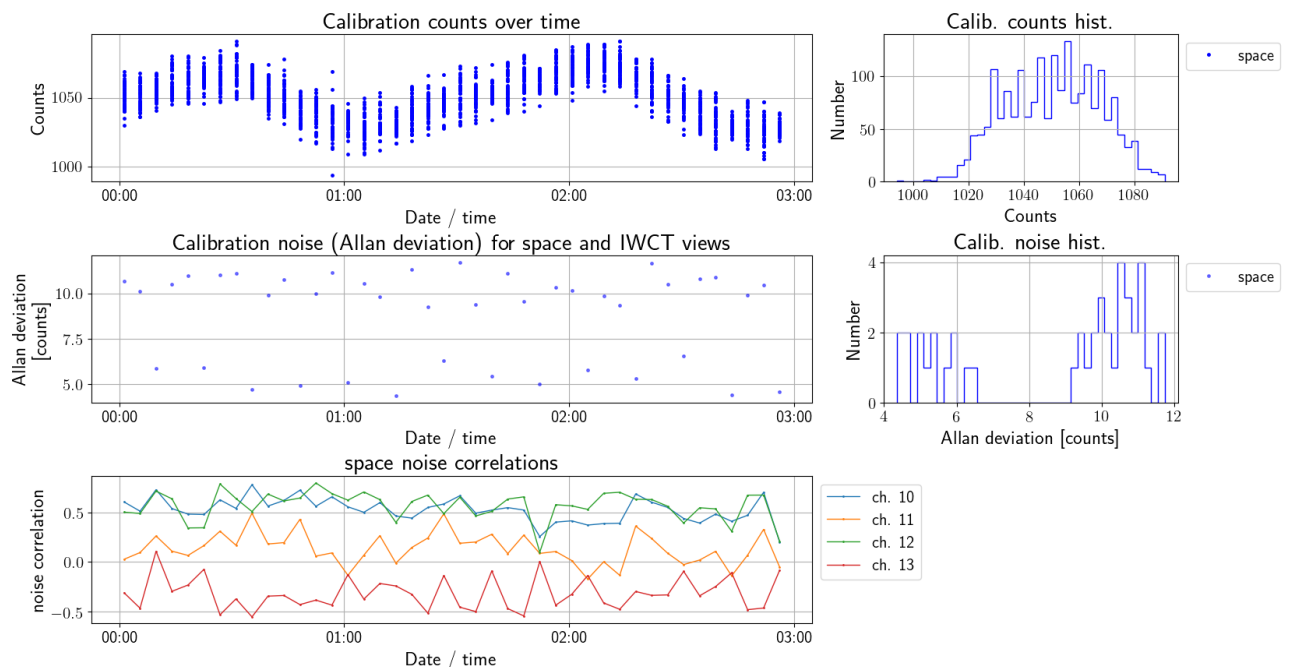 Calibration counts over time
Counts
1050
1000
00:00 01:00 02:00 03:00
Date / time
Calib. counts hist.
Number
100
50
0
1000 1020 1040 1060 1080
Counts
space
Calibration noise (Allan deviation) for space and IWCT views
Allan deviation
[counts]
10.0
7.5
5.0
00:00 01:00 02:00 03:00
Date / time
Calib. noise hist.
Number
4
2
0
4 6 8 10 12
Allan deviation [counts]
space
space noise correlations
noise correlation
0.5
0.0
−0.5
00:00 01:00 02:00 03:00
Date / time
ch. 10
ch. 11
ch. 12
ch. 13